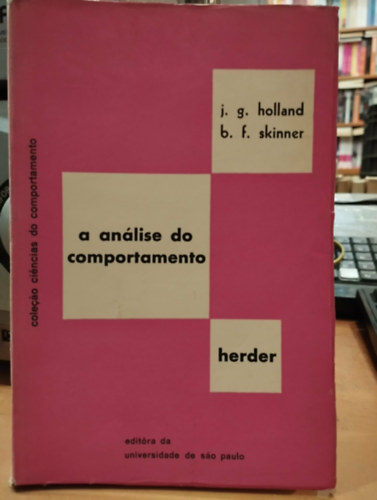 j. g. holland
b. f. skinner
coleção ciências do comportamento
a análise do
comportamento
herder
editôra da
universidade de são paulo